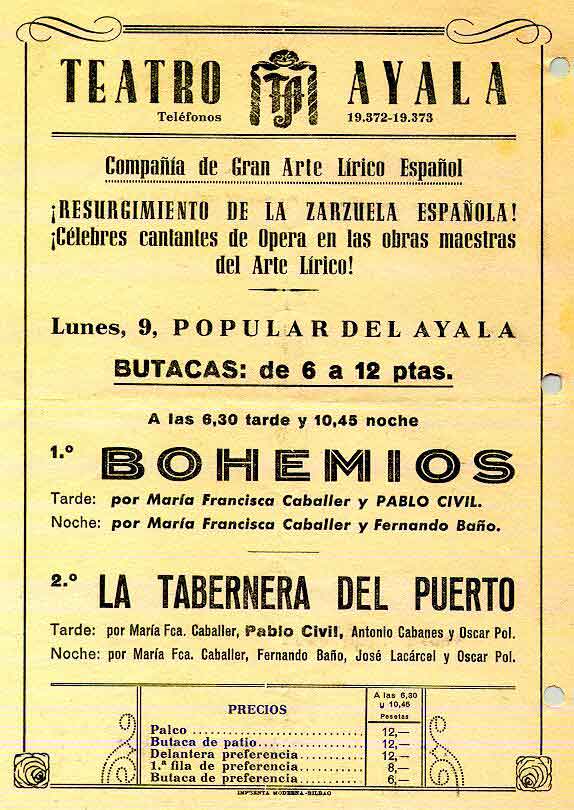 TEATRO TA AYALA
Teléfonos 19.372-19.373
Compañía de Gran Arte Lírico Español
¡RESURGIMIENTO DE LA ZARZUELA ESPAÑOLA!
¡Célebres cantantes de Opera en las obras maestras
del Arte Lírico!
Lunes, 9, POPULAR DEL AYALA
BUTACAS: de 6 a 12 ptas.
A las 6,30 tarde y 10,45 noche
1.º BOHEMIOS
Tarde: por María Francisca Caballer y PABLO CIVIL.
Noche: por María Francisca Caballer y Fernando Baño.
2.º LA TABERNERA DEL PUERTO
Tarde: por María Fca. Caballer, Pablo Civil, Antonio Cabanes y Oscar Pol.
Noche: por María Fca. Caballer, Fernando Baño, José Lacárcel y Oscar Pol.
PRECIOS
A las 6,30
y 10,45
Pesetas
Palco ........................ 12,—
Butaca de patio ........................ 12,—
Delantera preferencia ........................ 12,—
1.ª fila de preferencia ........................ 8,—
Butaca de preferencia ........................ 6,—
IMPRENTA MODERNA-BILBAO